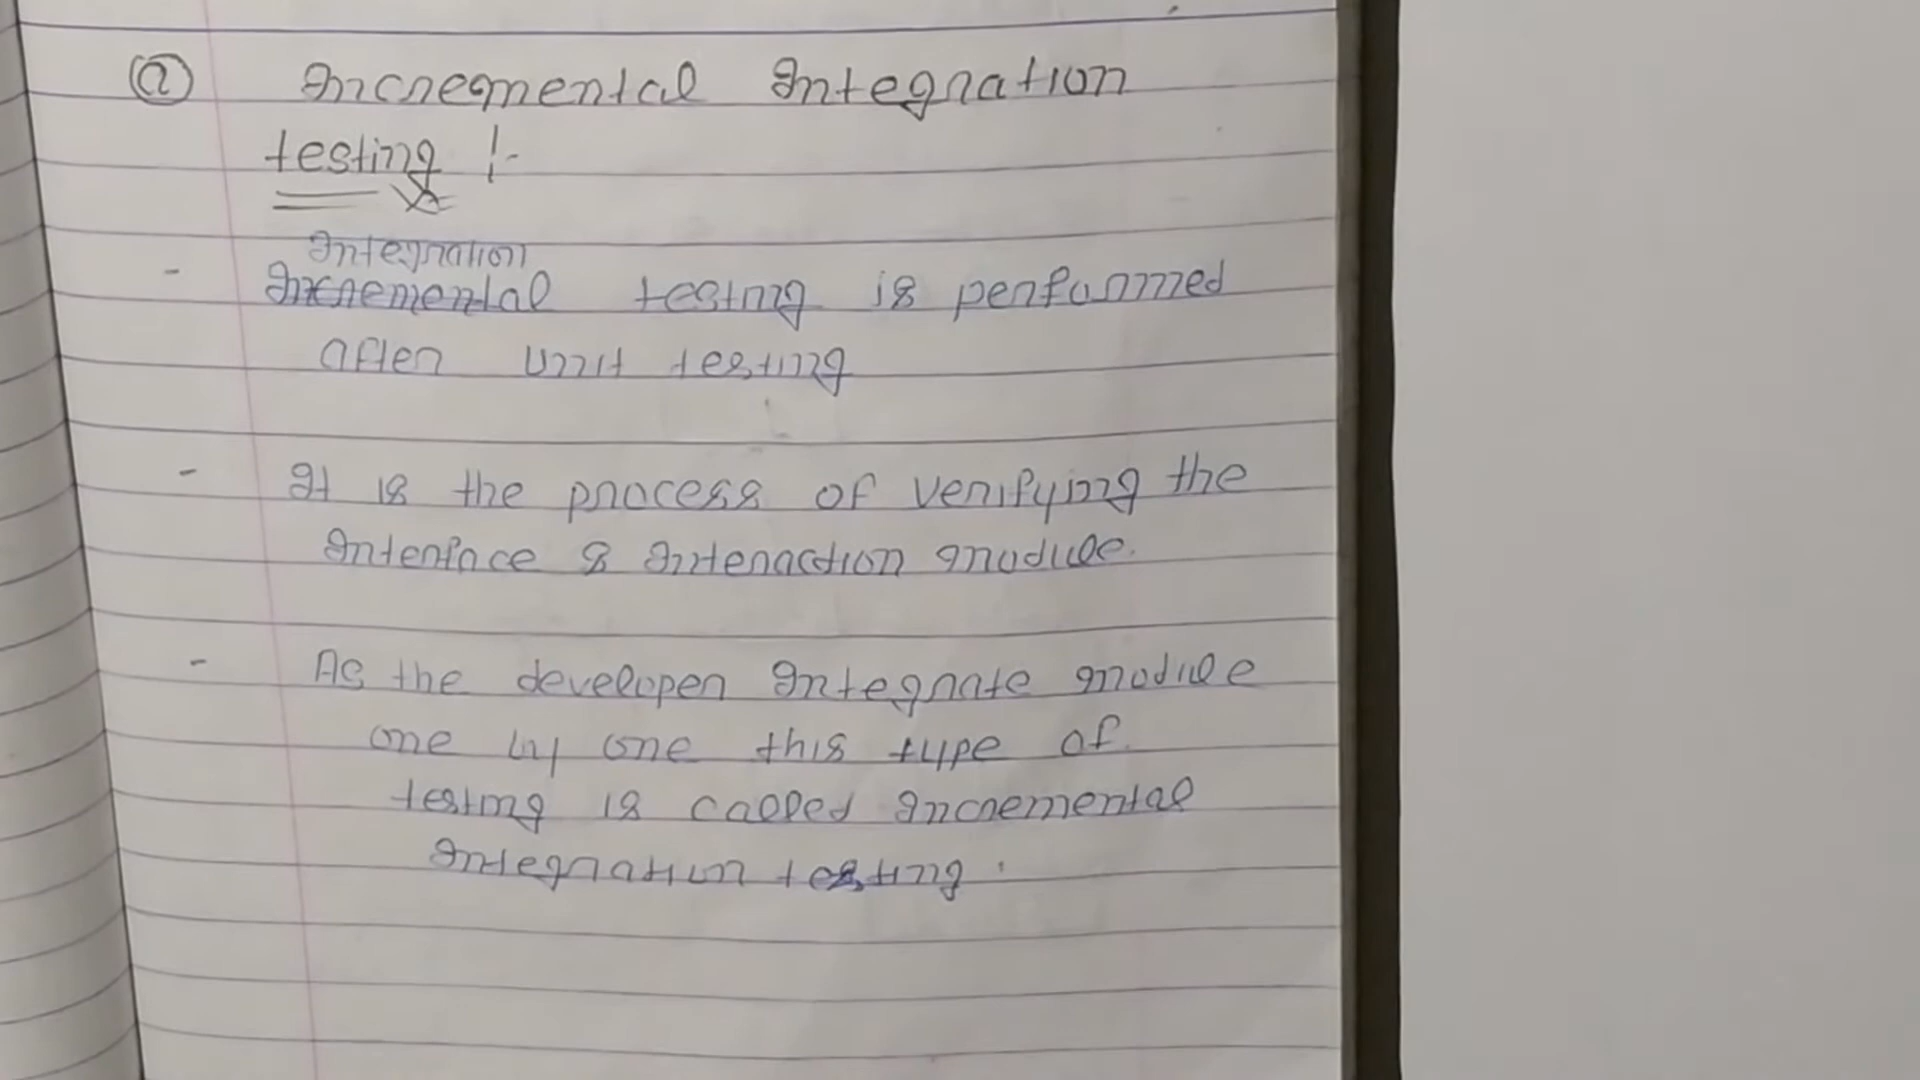 (a) Incremental Integration
testing :-
Integration
- Incremental testing is performed
after unit testing
- It is the process of verifying the
Interface & Interaction module.
- As the developer Integrate module
one by one this type of
testing is called Incremental
Integration testing.